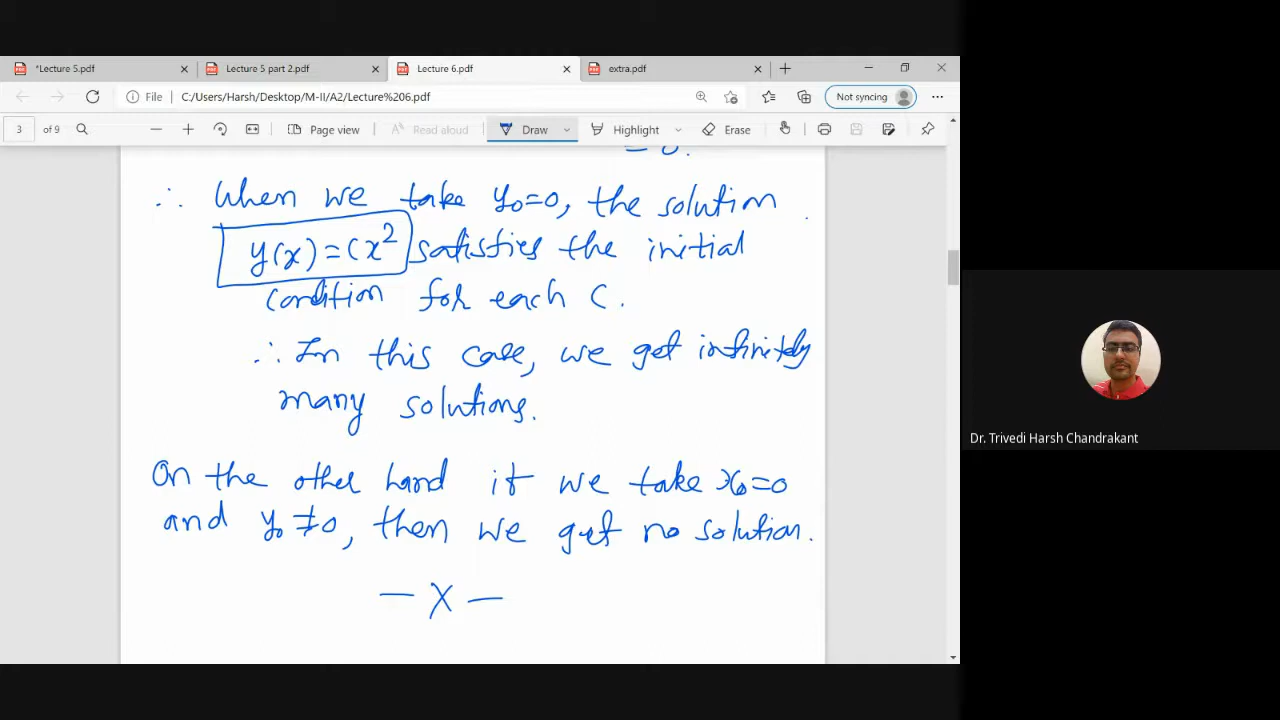 *Lecture 5.pdf
Lecture 5 part 2.pdf
Lecture 6.pdf
extra.pdf
File
C:/Users/Harsh/Desktop/M-II/A2/Lecture%206.pdf
Not syncing
3 of 9
Page view
Read aloud
Draw
Highlight
Erase
= 0.
∴ When we take y₀=0, the solution
y(x) = Cx² satisfies the initial
condition for each C.
∴ In this case, we get infinitely
many solutions.
On the other hand if we take x₀=0
and y₀ ≠0, then we get no solution.
— X —
Dr. Trivedi Harsh Chandrakant